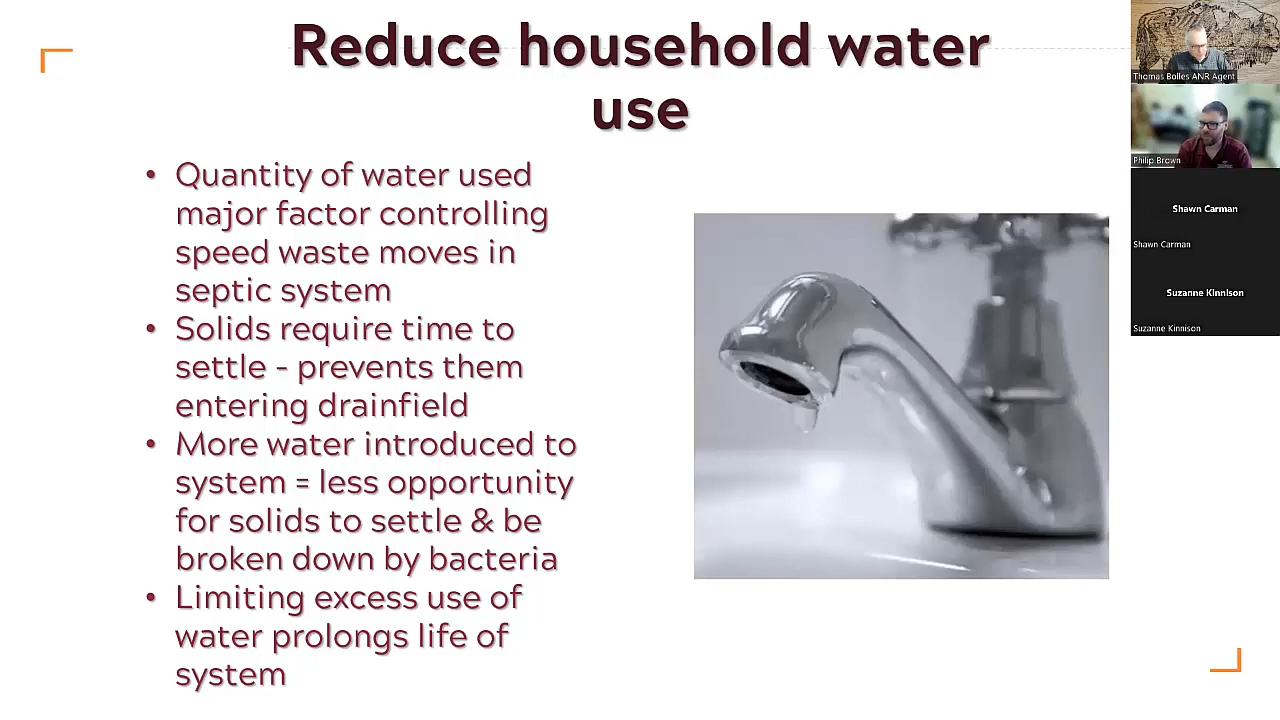 Reduce household water
use
• Quantity of water used
major factor controlling
speed waste moves in
septic system
• Solids require time to
settle - prevents them
entering drainfield
• More water introduced to
system = less opportunity
for solids to settle & be
broken down by bacteria
• Limiting excess use of
water prolongs life of
system
Thomas Bolles ANR Agent
Philip Brown
Shawn Carman
Shawn Carman
Suzanne Kinnison
Suzanne Kinnison